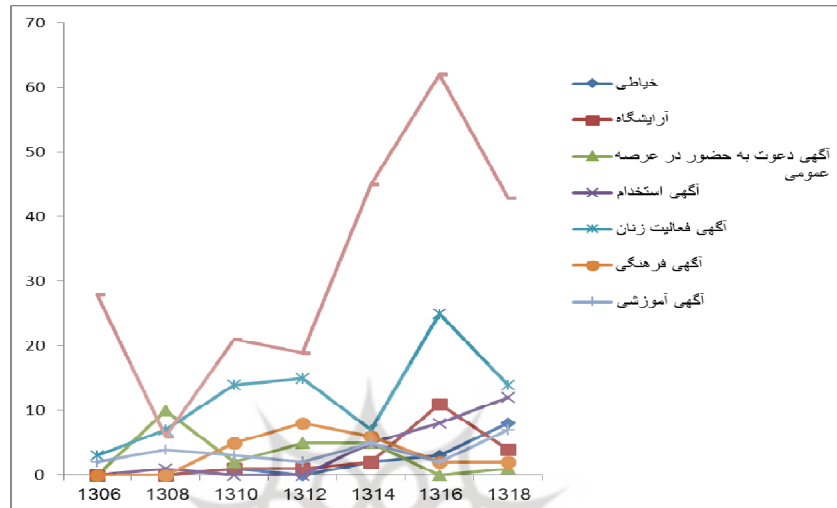 70
60
50
40
30
20
10
0
1306 1308 1310 1312 1314 1316 1318
خیاطی
آرایشگاه
آگهی دعوت به حضور در عرصه
عمومی
آگهی استخدام
آگهی فعالیت زنان
آگهی فرهنگی
آگهی آموزشی